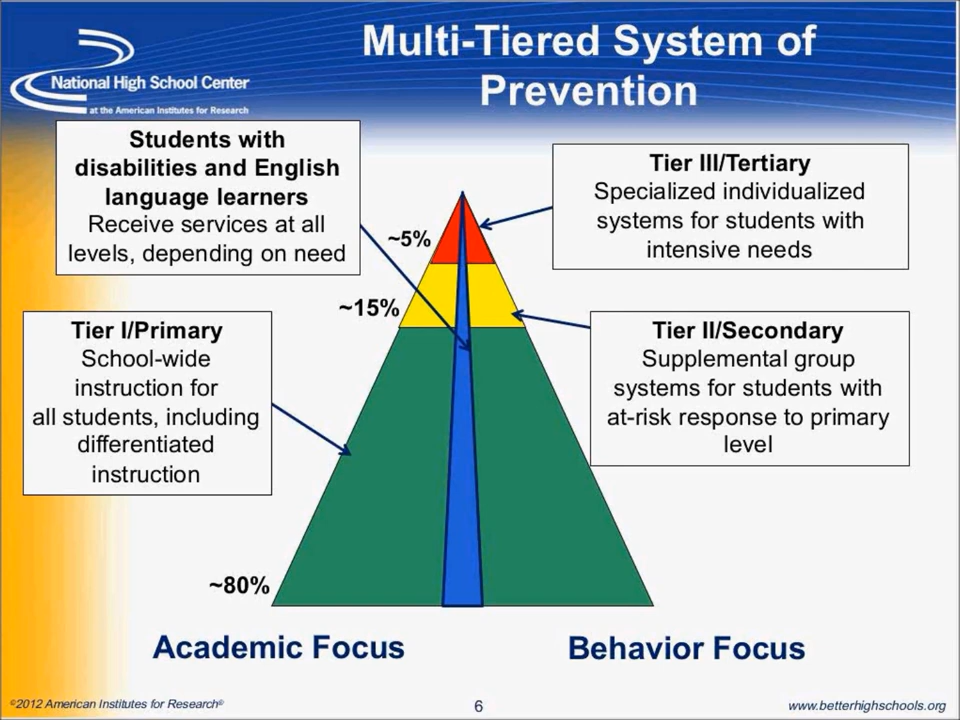 Multi-Tiered System of
Prevention
National High School Center
at the American Institutes for Research
Students with
disabilities and English
language learners
Receive services at all
levels, depending on need
Tier III/Tertiary
Specialized individualized
systems for students with
intensive needs
~5%
~15%
Tier I/Primary
School-wide
instruction for
all students, including
differentiated
instruction
Tier II/Secondary
Supplemental group
systems for students with
at-risk response to primary
level
~80%
Academic Focus
Behavior Focus
©2012 American Institutes for Research®
6
www.betterhighschools.org